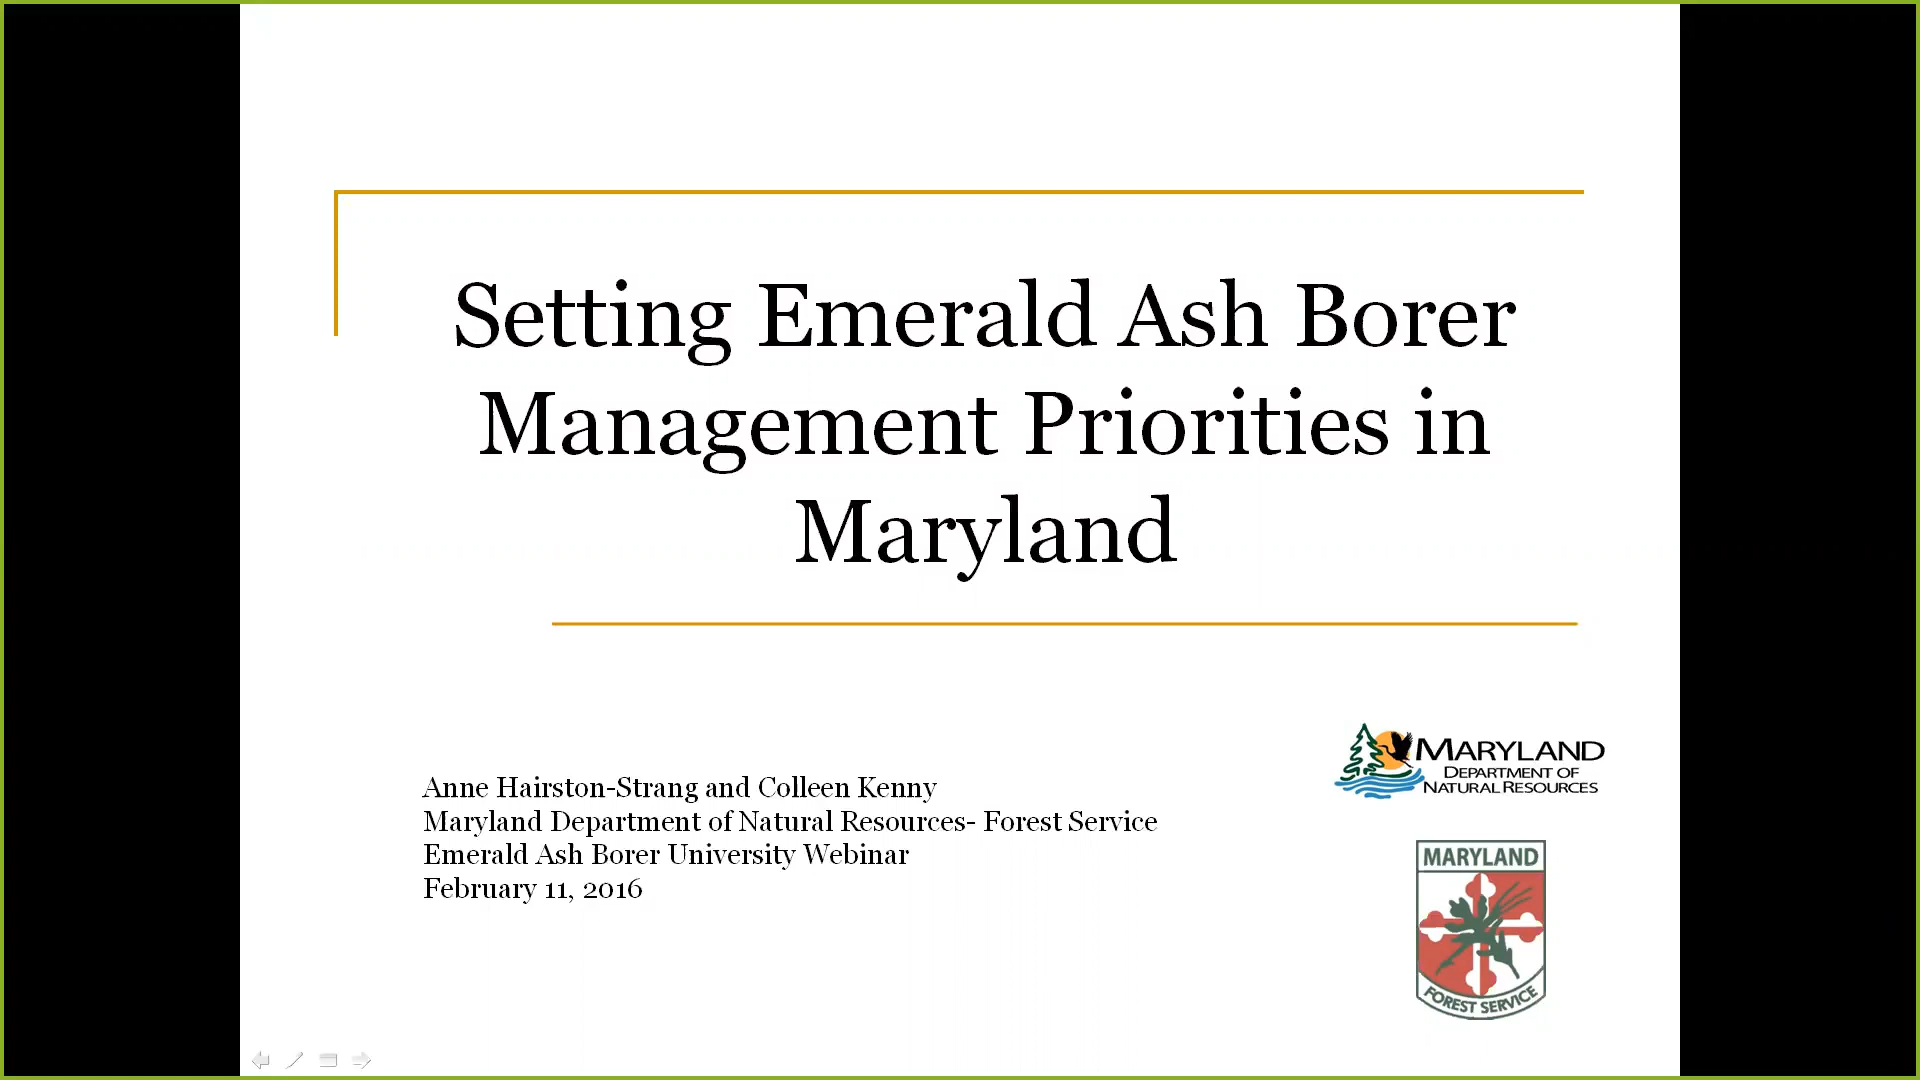 Setting Emerald Ash Borer
Management Priorities in
Maryland
Anne Hairston-Strang and Colleen Kenny
Maryland Department of Natural Resources- Forest Service
Emerald Ash Borer University Webinar
February 11, 2016
MARYLAND
DEPARTMENT OF
NATURAL RESOURCES
MARYLAND
FOREST SERVICE